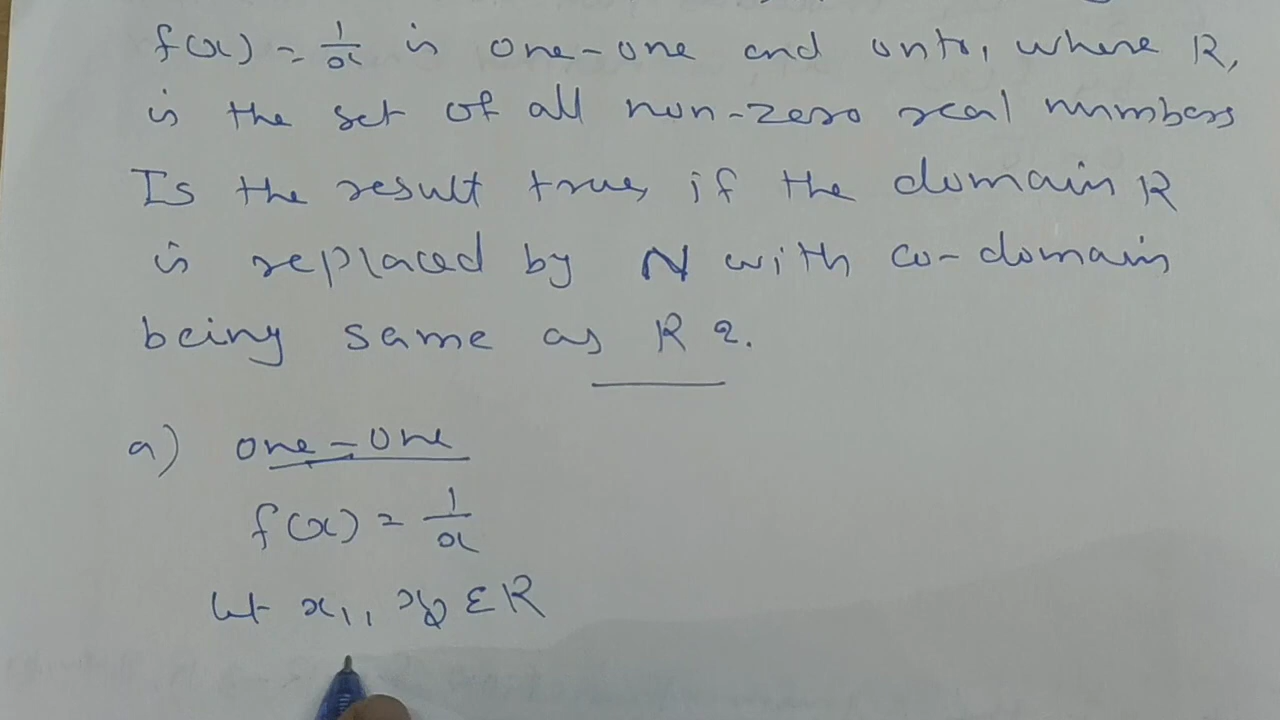 f(x) = 1/x is one-one and onto, where R,
is the set of all non-zero real numbers
Is the result true, if the domain R
is replaced by N with co-domain
being same as R ?.
a) one-one
f(x) = 1/x
let x₁, x₂ ∈ R